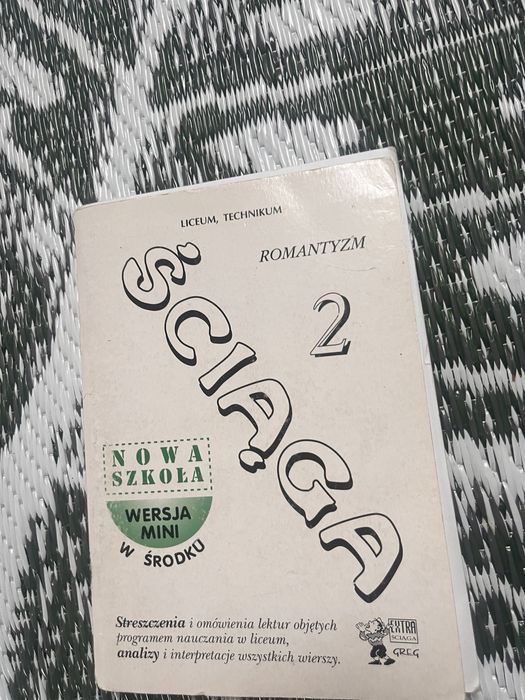 LICEUM, TECHNIKUM
ROMANTYZM
ŚCIĄGA
2
NOWA
SZKOŁA
WERSJA
MINI
W ŚRODKU
Streszczenia i omówienia lektur objętych
programem nauczania w liceum,
analizy i interpretacje wszystkich wierszy.
EXTRA
ŚCIĄGA
GREG